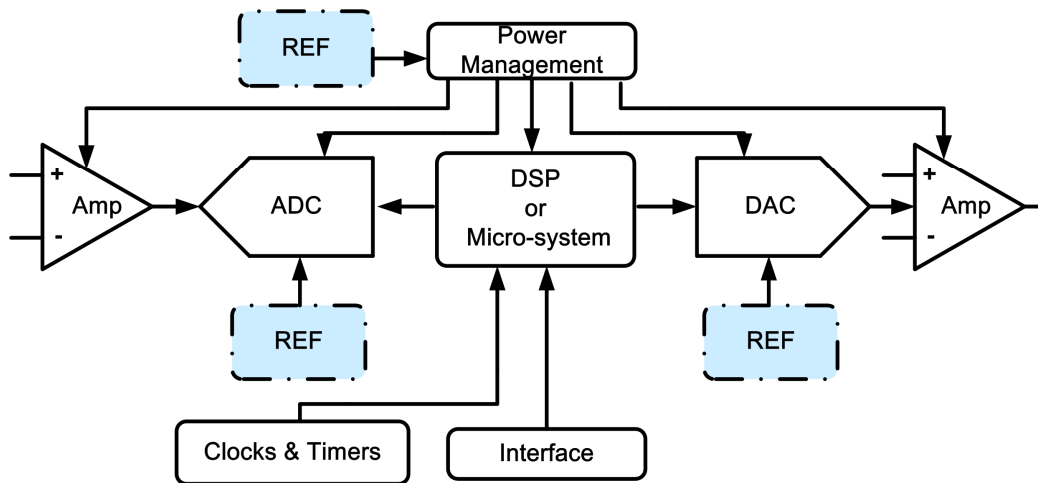 REF
Power
Management
+
Amp
-
ADC
DSP
or
Micro-system
DAC
+
Amp
-
REF
REF
Clocks & Timers
Interface